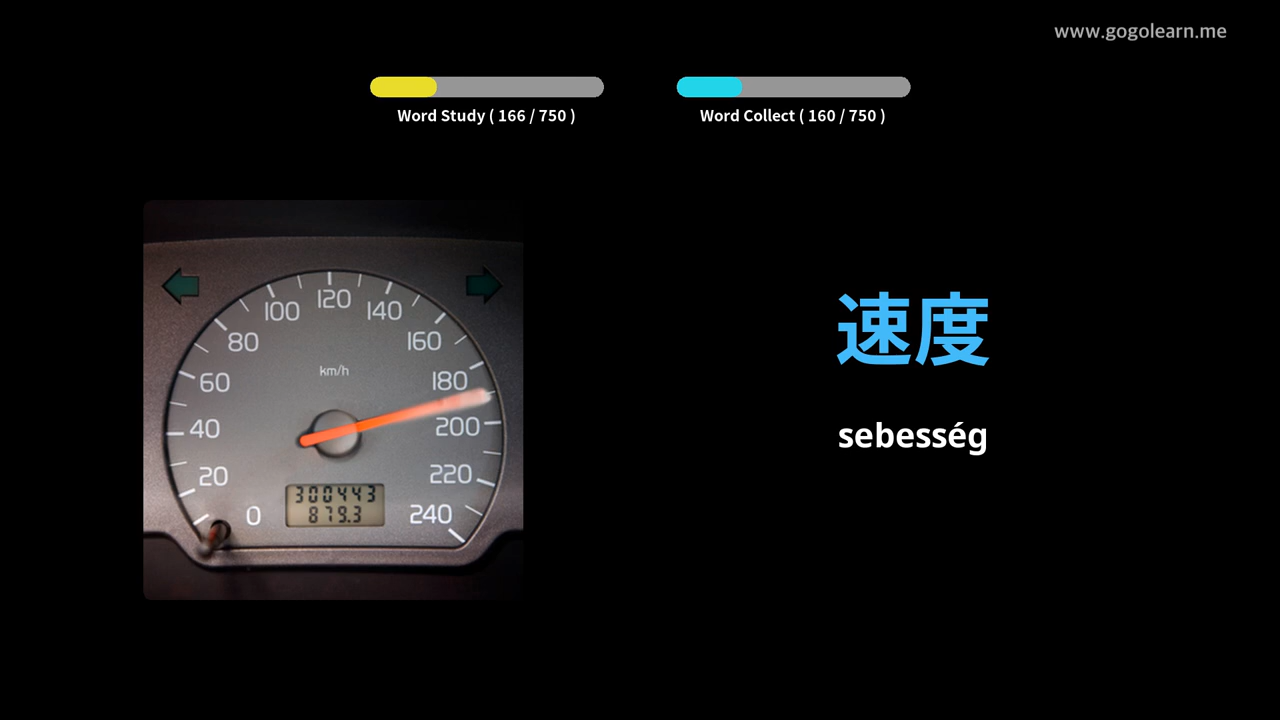 www.gogolearn.me
Word Study ( 166 / 750 )
Word Collect ( 160 / 750 )
120
100
140
80
160
km/h
60
180
速度
40
200
sebesség
20
220
300443
0
879.3
240